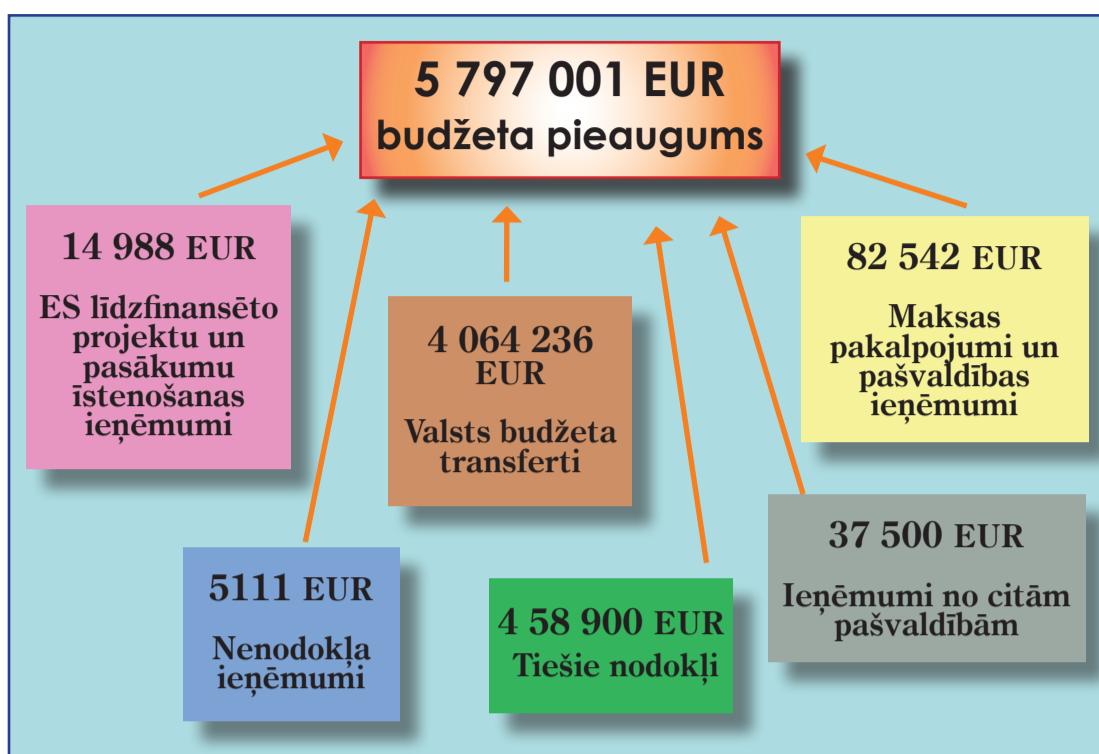 5 797 001 EUR
budžeta pieaugums
14 988 EUR
ES līdzfinansēto
projektu un
pasākumu
īstenošanas
ieņēmumi
82 542 EUR
Maksas
pakalpojumi un
pašvaldības
ieņēmumi
4 064 236
EUR
Valsts budžeta
transferti
5111 EUR
Nenodokļa
ieņēmumi
4 58 900 EUR
Tiešie nodokļi
37 500 EUR
Ieņēmumi no citām
pašvaldībām